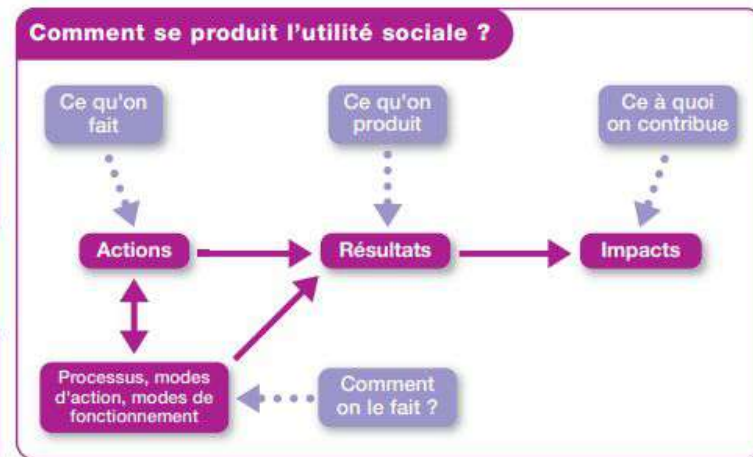 Comment se produit l'utilité sociale ?
Ce qu'on
fait
Ce qu'on
produit
Ce à quoi
on contribue
Actions
Résultats
Impacts
Processus, modes
d'action, modes de
fonctionnement
Comment
on le fait ?